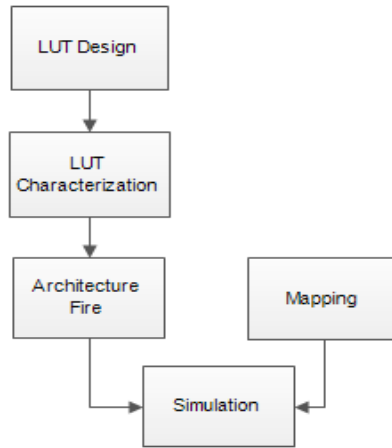 LUT Design
LUT
Characterization
Architecture
Fire
Mapping
Simulation